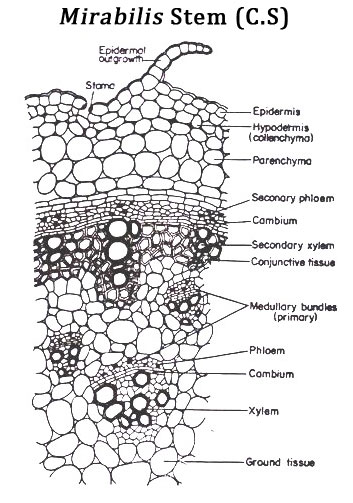 Mirabilis Stem (C.S)
Epidermal
outgrowth
Stoma
Epidermis
Hypodermis
(collenchyma)
Parenchyma
Seconary phloem
Cambium
Secondary xylem
Conjunctive tissue
Medullary bundles
(primary)
Phloem
Cambium
Xylem
Ground tissue